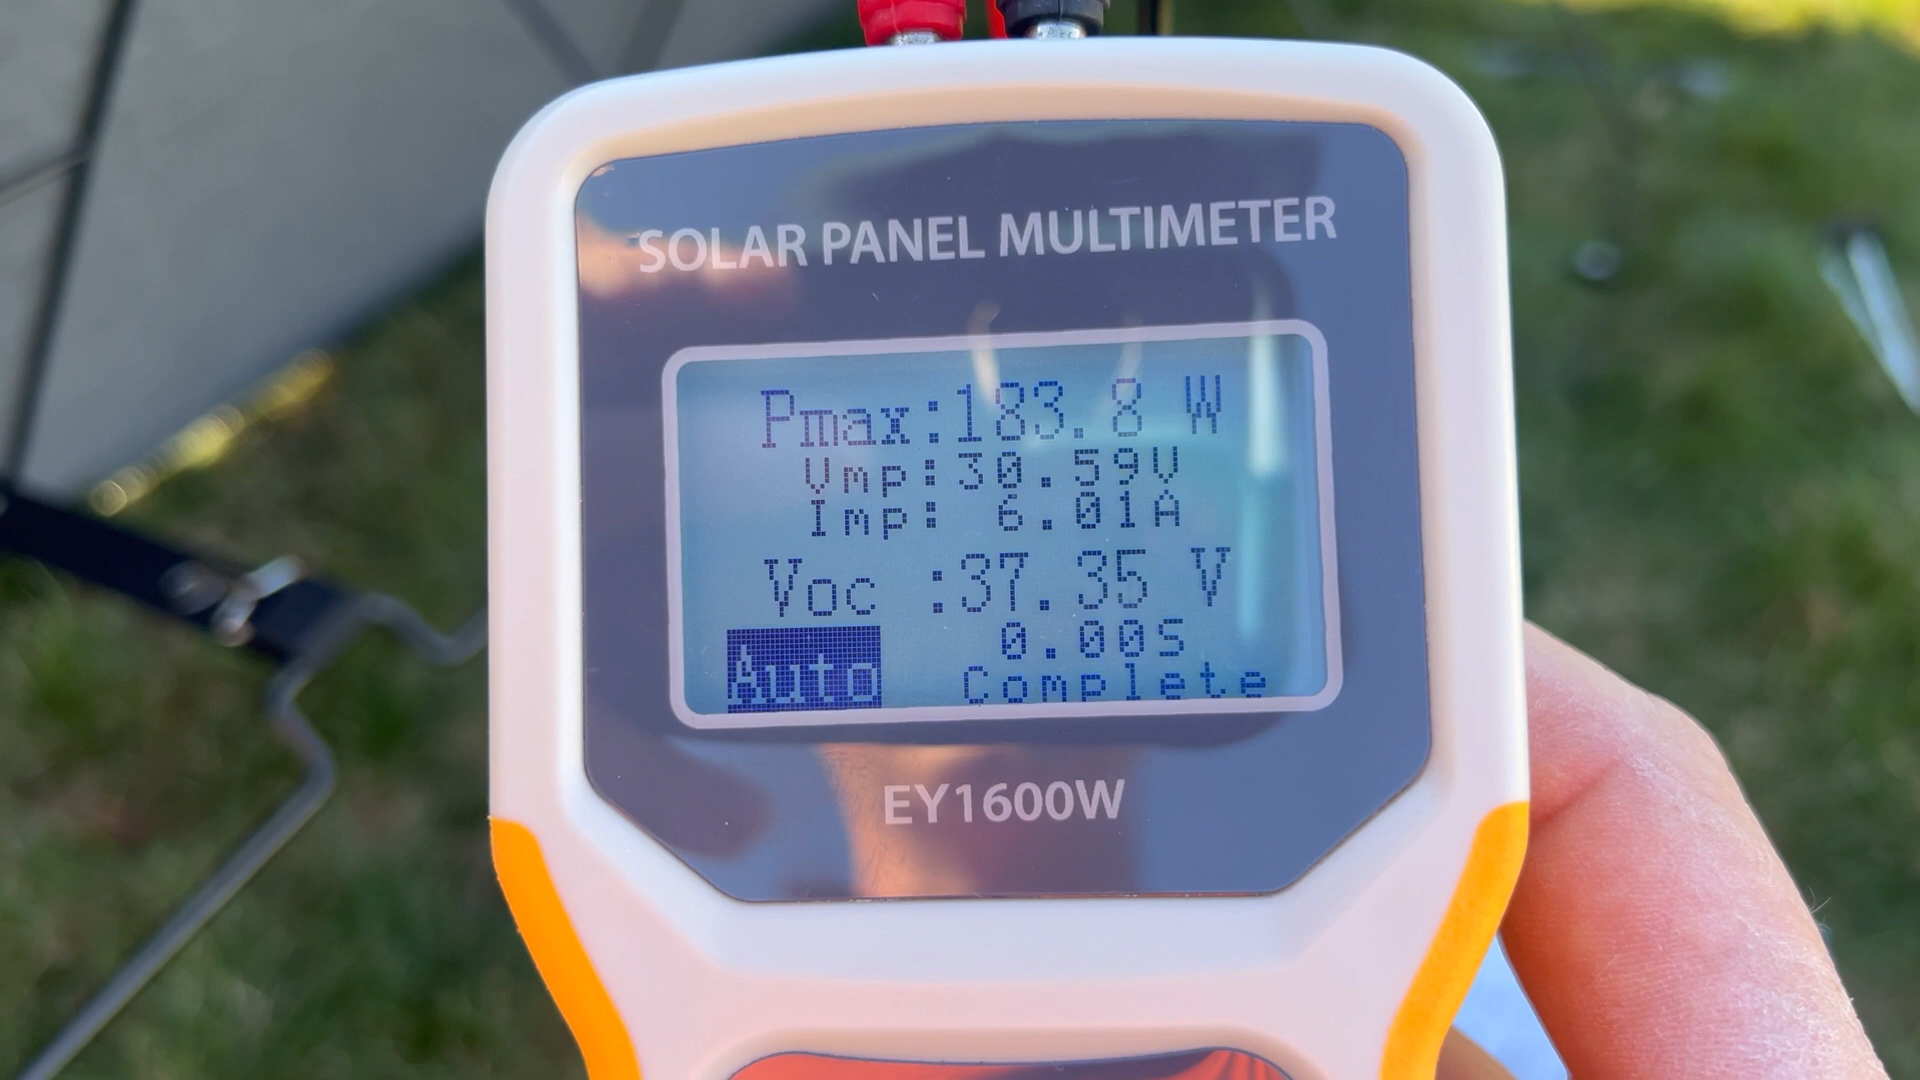 SOLAR PANEL MULTIMETER
Pmax:183.8 W
Vmp:30.59V
Imp: 6.01A
Voc :37.35 V
0.00S
Auto Complete
EY1600W